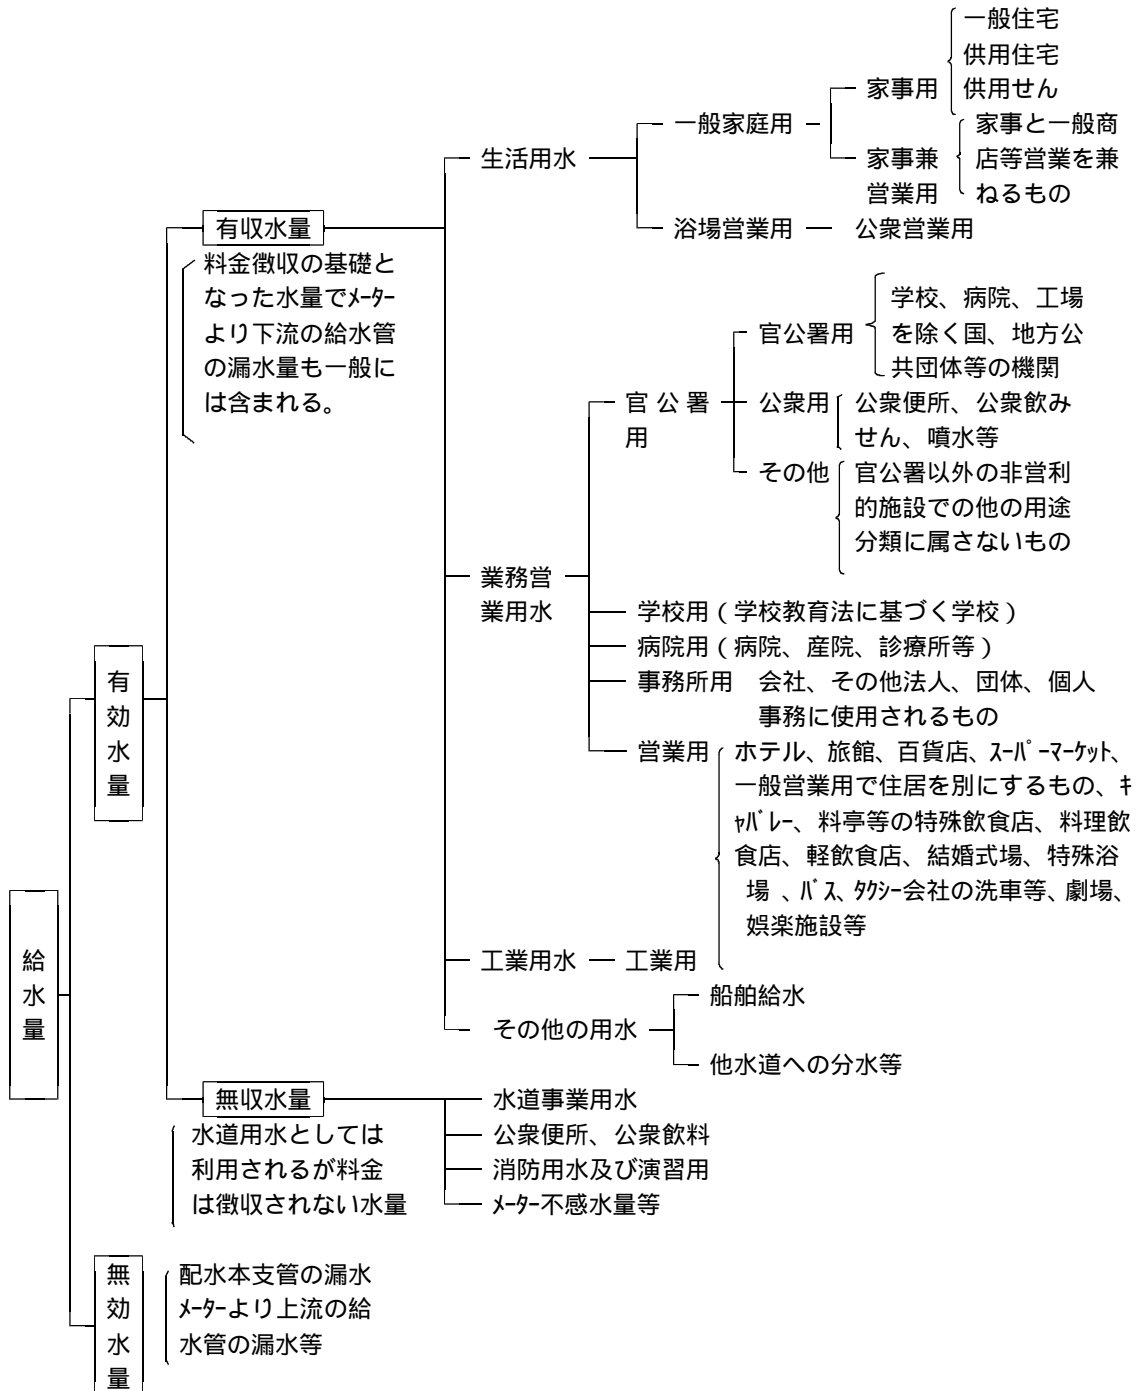 一般住宅
供用住宅
供用せん
家事用
一般家庭用
家事と一般商
店等営業を兼
ねるもの
家事兼
営業用
生活用水
浴場営業用
公衆営業用
有収水量
料金徴収の基礎と
なった水量でﾒｰﾀｰ
より下流の給水管
の漏水量も一般に
は含まれる。
学校、病院、工場
を除く国、地方公
共団体等の機関
官公署用
官公署
用
公衆用
公衆便所、公衆飲み
せん、噴水等
その他
官公署以外の非営利
的施設での他の用途
分類に属さないもの
業務営
業用水
学校用(学校教育法に基づく学校)
病院用(病院、産院、診療所等)
事務所用 会社、その他法人、団体、個人
事務に使用されるもの
営業用
ホテル、旅館、百貨店、ｽｰﾊﾟｰﾏｰｹｯﾄ、
一般営業用で住居を別にするもの、ｷ
ｬﾊﾞﾚｰ、料亭等の特殊飲食店、料理飲
食店、軽飲食店、結婚式場、特殊浴
場 、ﾊﾞｽ、ﾀｸｼｰ会社の洗車等、劇場、
娯楽施設等
有効水量
給水量
工業用水
工業用
船舶給水
その他の用水
他水道への分水等
無収水量
水道用水としては
利用されるが料金
は徴収されない水量
水道事業用水
公衆便所、公衆飲料
消防用水及び演習用
ﾒｰﾀｰ不感水量等
無効水量
配水本支管の漏水
ﾒｰﾀｰより上流の給
水管の漏水等